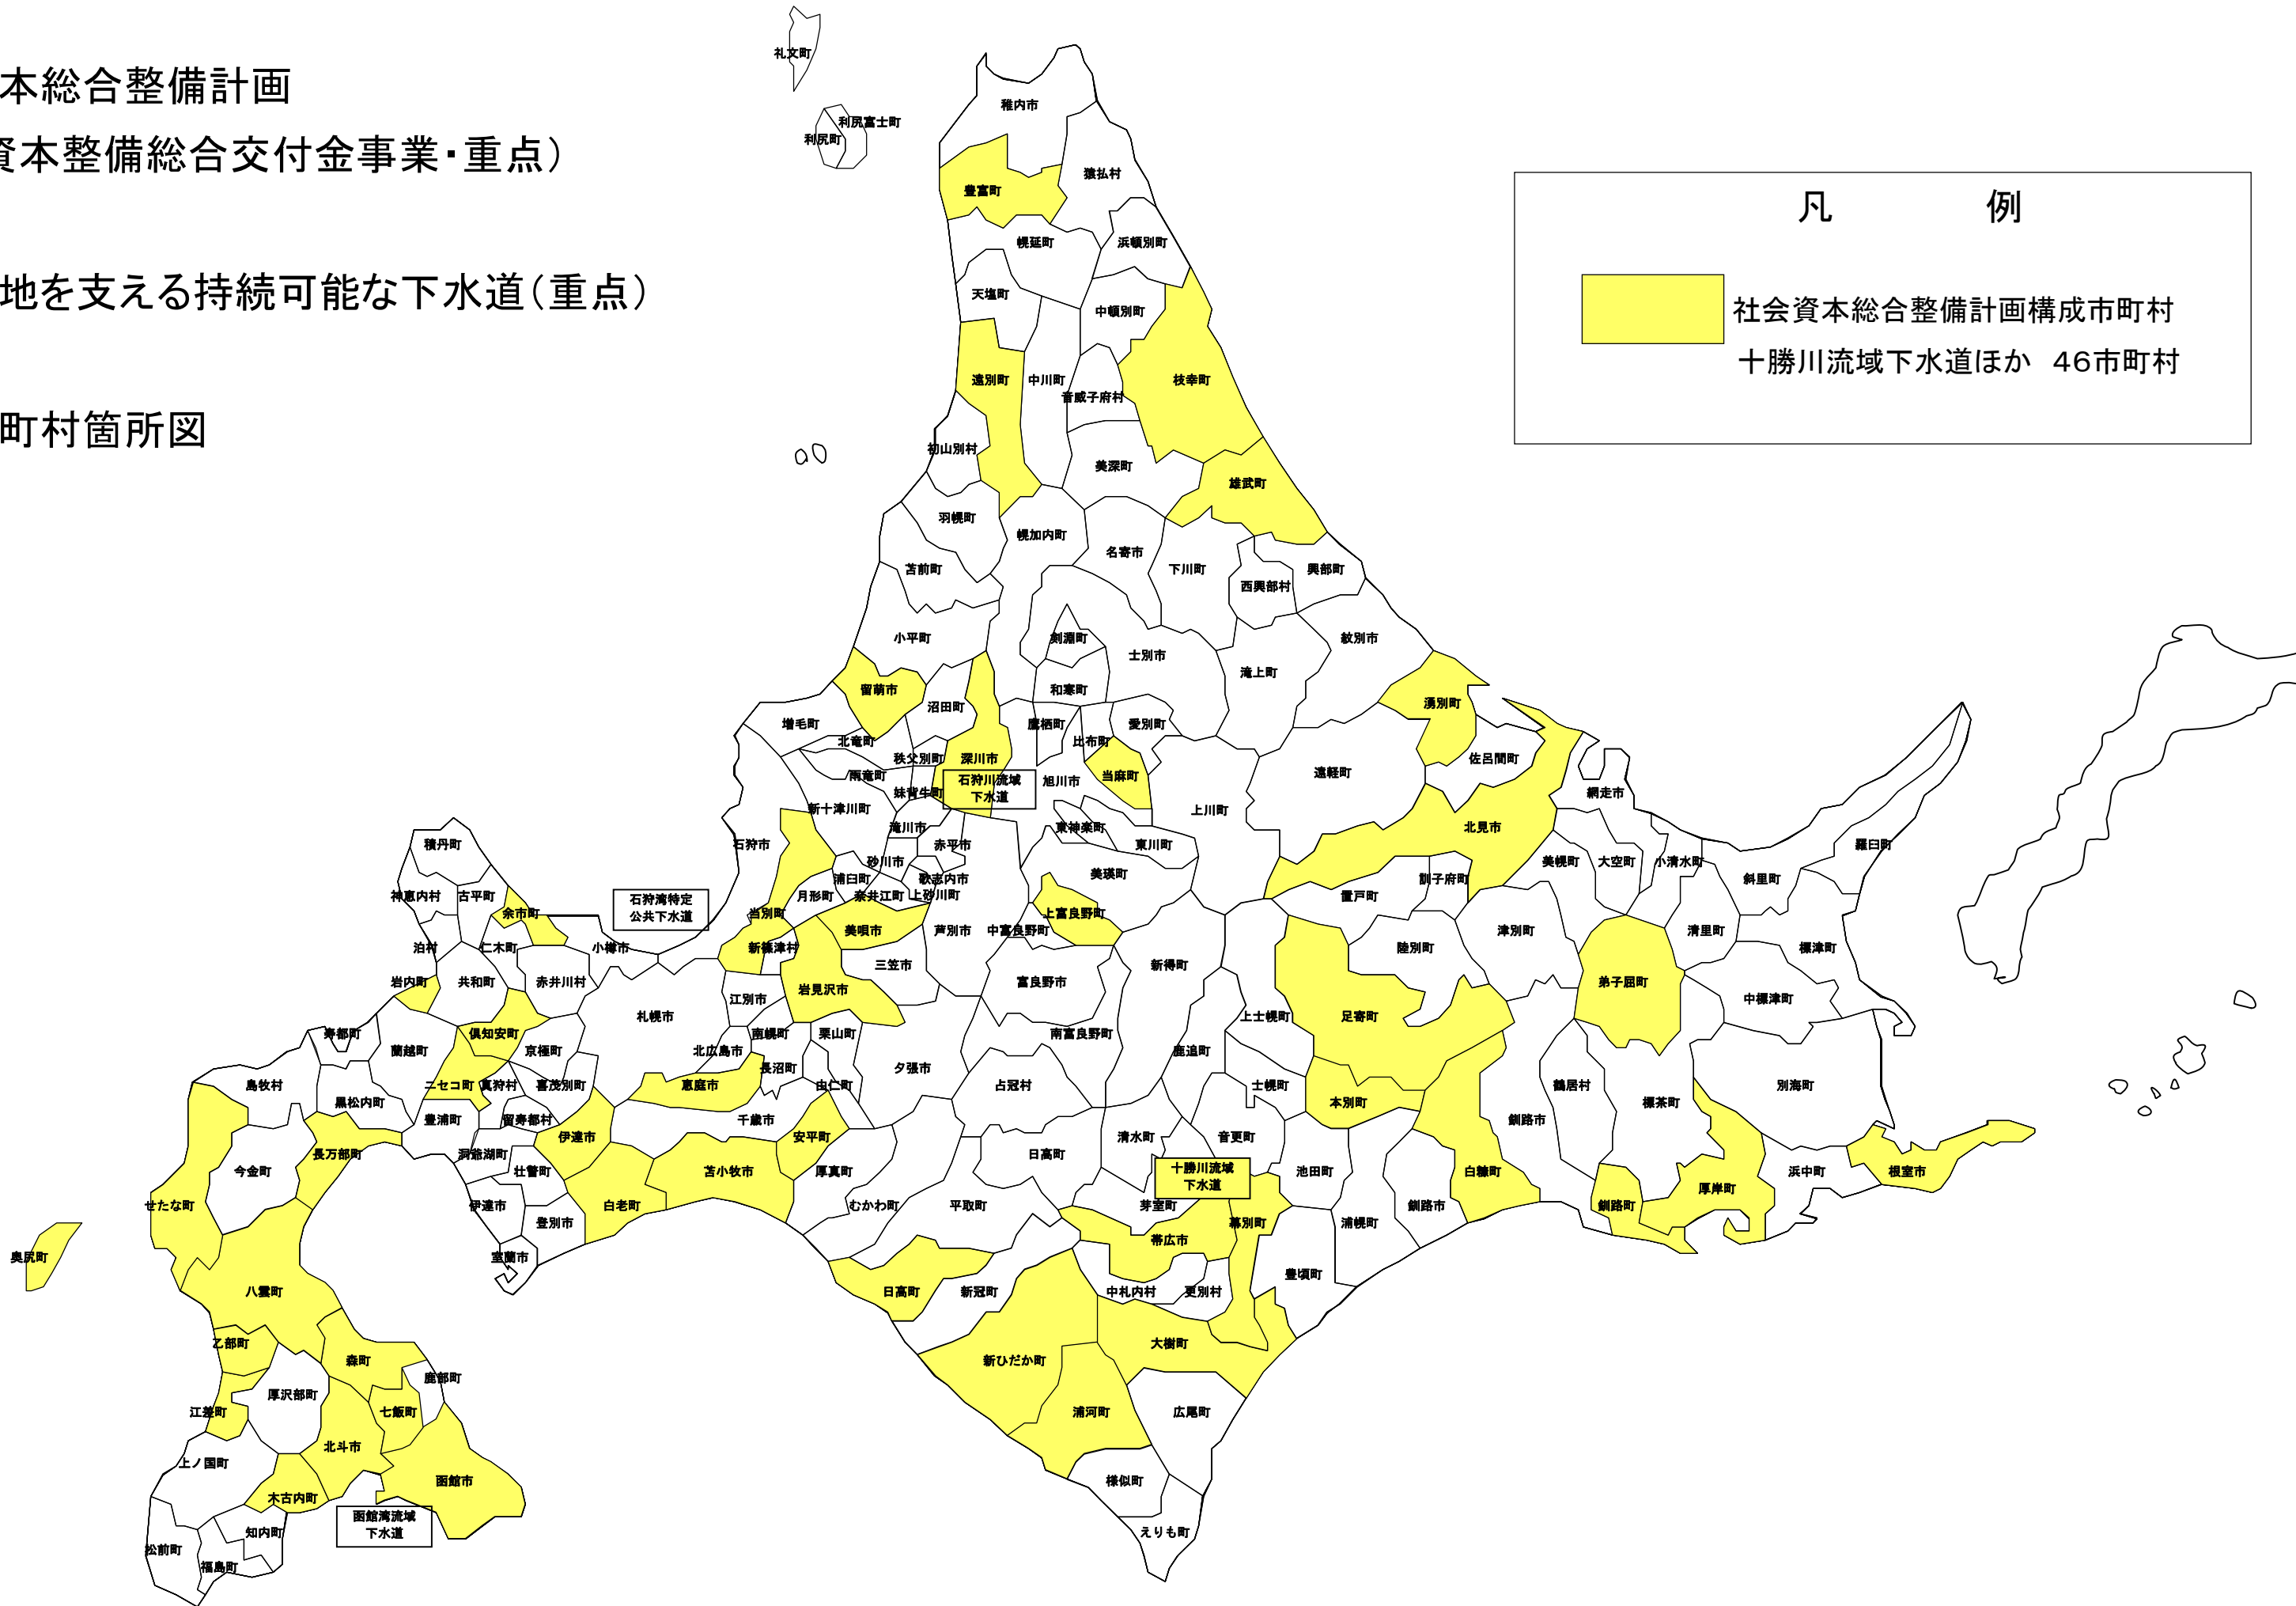 本総合整備計画
資本整備総合交付金事業・重点）
地を支える持続可能な下水道（重点）
町村箇所図
凡 例
社会資本総合整備計画構成市町村
十勝川流域下水道ほか 46市町村
礼文町
利尻富士町
利尻町
稚内市
猿払村
豊富町
幌延町
浜頓別町
天塩町
中頓別町
遠別町
中川町
枝幸町
音威子府村
初山別村
美深町
雄武町
羽幌町
幌加内町
名寄市
苫前町
下川町
興部町
西興部村
小平町
剣淵町
士別市
紋別市
滝上町
留萌市
和寒町
沼田町
湧別町
増毛町
鷹栖町
愛別町
北竜町
比布町
秩父別町
深川市
佐呂間町
雨竜町
石狩川流域
下水道
旭川市
当麻町
遠軽町
妹背牛町
網走市
新十津川町
上川町
滝川市
東神楽町
北見市
石狩市
赤平市
東川町
積丹町
羅臼町
砂川市
美幌町
大空町
小清水町
浦臼町
歌志内市
美瑛町
訓子府町
斜里町
神恵内村
古平町
月形町
奈井江町
上砂川町
置戸町
石狩湾特定
公共下水道
余市町
当別町
上富良野町
美唄市
芦別市
中富良野町
津別町
清里町
泊村
仁木町
小樽市
新篠津村
陸別町
標津町
三笠市
新得町
岩内町
共和町
赤井川村
富良野市
弟子屈町
岩見沢市
江別市
中標津町
札幌市
上士幌町
足寄町
寿都町
倶知安町
南幌町
栗山町
南富良野町
蘭越町
京極町
北広島市
鹿追町
長沼町
夕張市
島牧村
ニセコ町
真狩村
喜茂別町
恵庭市
由仁町
占冠村
士幌町
鶴居村
別海町
黒松内町
本別町
標茶町
豊浦町
留寿都村
千歳市
釧路市
伊達市
安平町
清水町
音更町
長万部町
洞爺湖町
日高町
今金町
壮瞥町
苫小牧市
厚真町
十勝川流域
下水道
池田町
白糠町
浜中町
根室市
厚岸町
せたな町
伊達市
白老町
むかわ町
平取町
芽室町
釧路市
釧路町
登別市
幕別町
浦幌町
帯広市
奥尻町
室蘭市
豊頃町
八雲町
日高町
新冠町
中札内村
更別村
乙部町
大樹町
森町
新ひだか町
鹿部町
厚沢部町
江差町
七飯町
浦河町
広尾町
北斗市
上ノ国町
函館市
様似町
木古内町
函館湾流域
下水道
知内町
えりも町
松前町
福島町